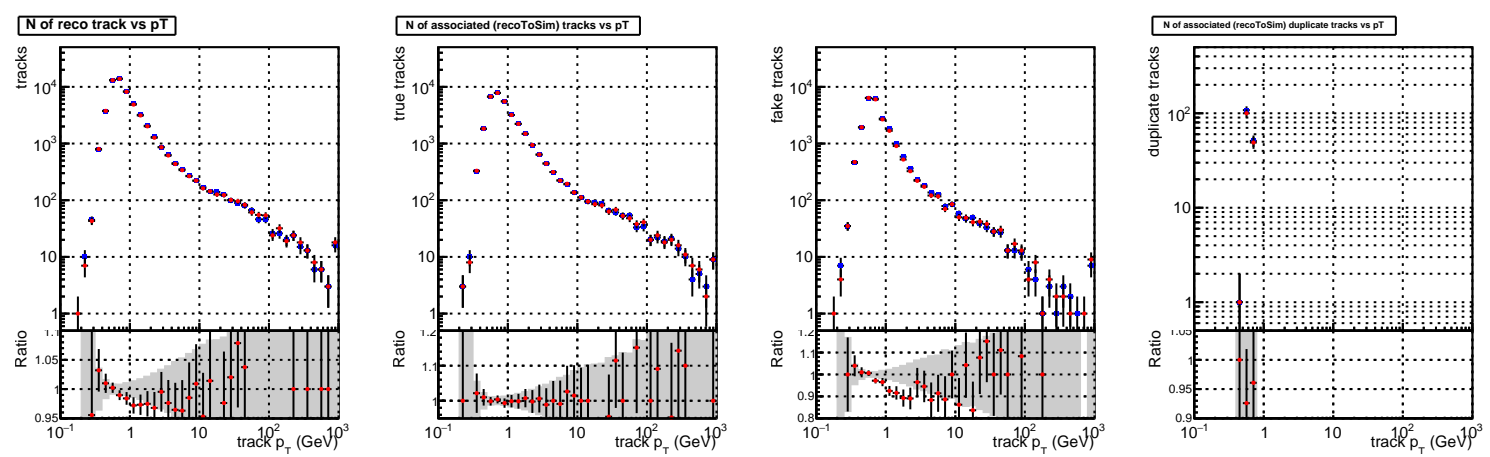 N of reco track vs pT
tracks
10^4
10^3
10^2
10
1
Ratio
1.1
1.05
1
0.95
10^-1 1 10 10^2 10^3
track p_T (GeV)
N of associated (recoToSim) tracks vs pT
true tracks
10^4
10^3
10^2
10
1
Ratio
1.2
1.1
1
10^-1 1 10 10^2 10^3
track p_T (GeV)
fake tracks
10^4
10^3
10^2
10
1
Ratio
1.2
1.1
1
0.9
0.8
10^-1 1 10 10^2 10^3
track p_T (GeV)
N of associated (recoToSim) duplicate tracks vs pT
duplicate tracks
10^2
10
1
Ratio
1.05
1
0.95
0.9
10^-1 1 10 10^2 10^3
track p_T (GeV)